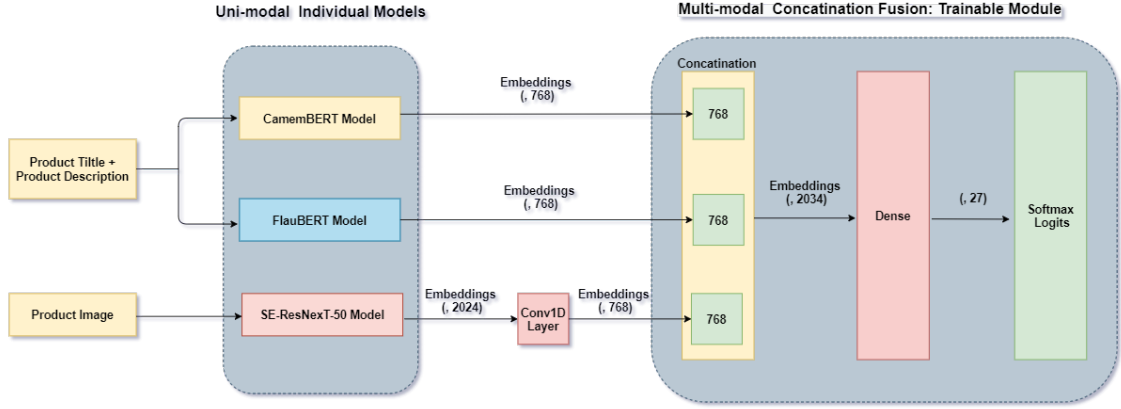 Uni-modal Individual Models
Multi-modal Concatination Fusion: Trainable Module
Product Tiltle +
Product Description
CamemBERT Model
Embeddings
(, 768)
FlauBERT Model
Embeddings
(, 768)
Product Image
SE-ResNexT-50 Model
Embeddings
(, 2024)
Conv1D
Layer
Embeddings
(, 768)
Concatination
768
768
768
Embeddings
(, 2034)
Dense
(, 27)
Softmax
Logits